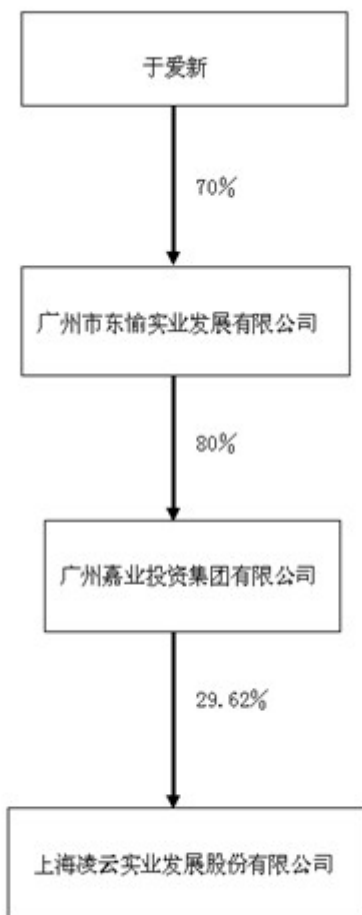 于爱新
70%
广州市东愉实业发展有限公司
80%
广州嘉业投资集团有限公司
29.62%
上海凌云实业发展股份有限公司